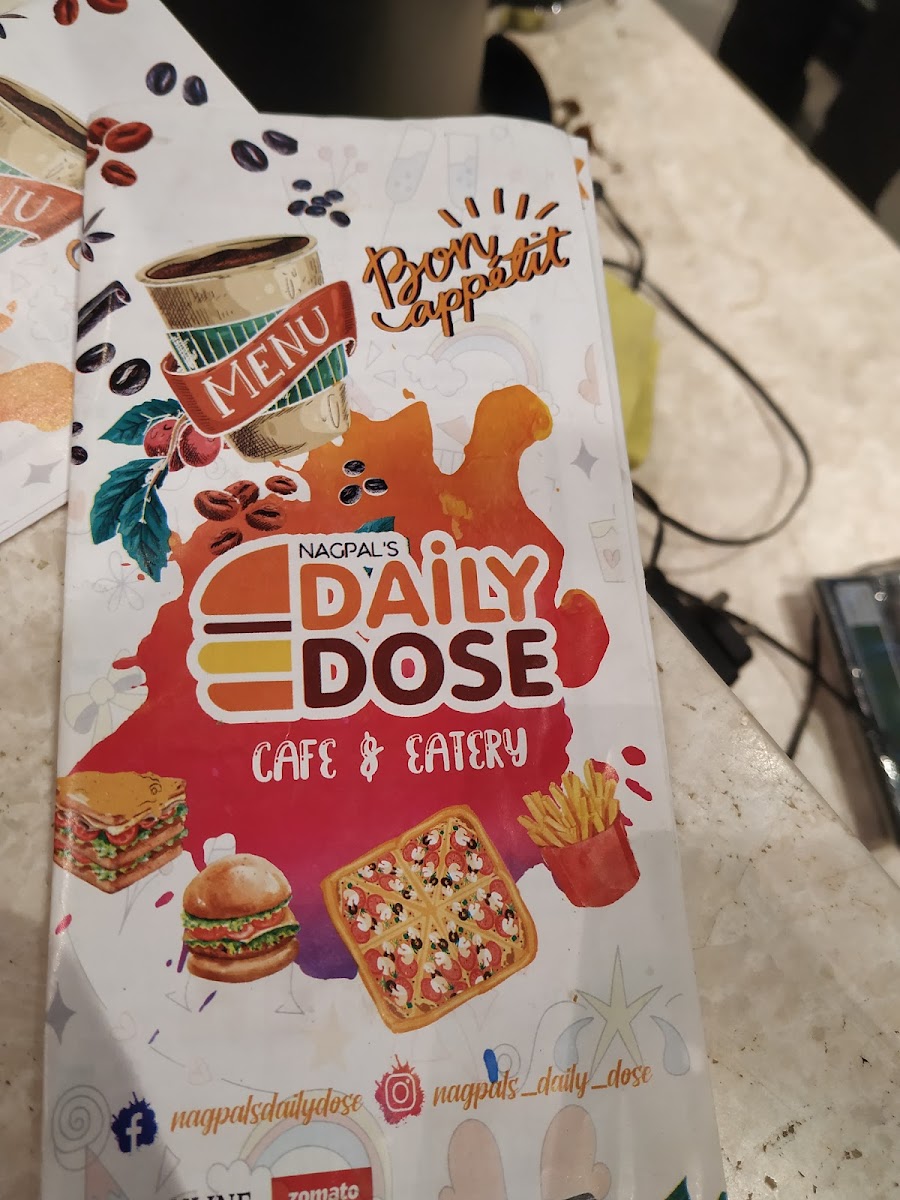 Bon
appétit
MENU
NAGPAL'S
DAiLY
DOSE
CAFE & EATERY
nagpalsdailydose
nagpals_daily_dose
zomato